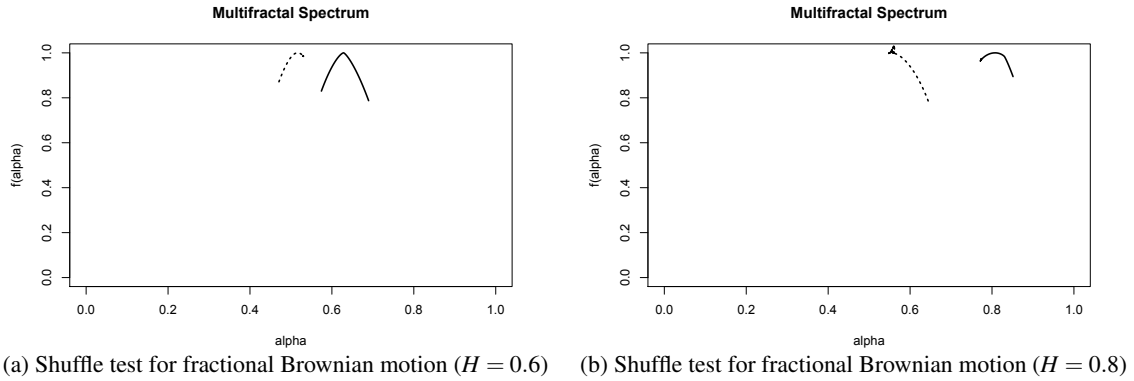 Multifractal Spectrum
f(alpha)
1.0
0.8
0.6
0.4
0.2
0.0
0.0 0.2 0.4 0.6 0.8 1.0
alpha
(a) Shuffle test for fractional Brownian motion (H = 0.6)
Multifractal Spectrum
f(alpha)
1.0
0.8
0.6
0.4
0.2
0.0
0.0 0.2 0.4 0.6 0.8 1.0
alpha
(b) Shuffle test for fractional Brownian motion (H = 0.8)